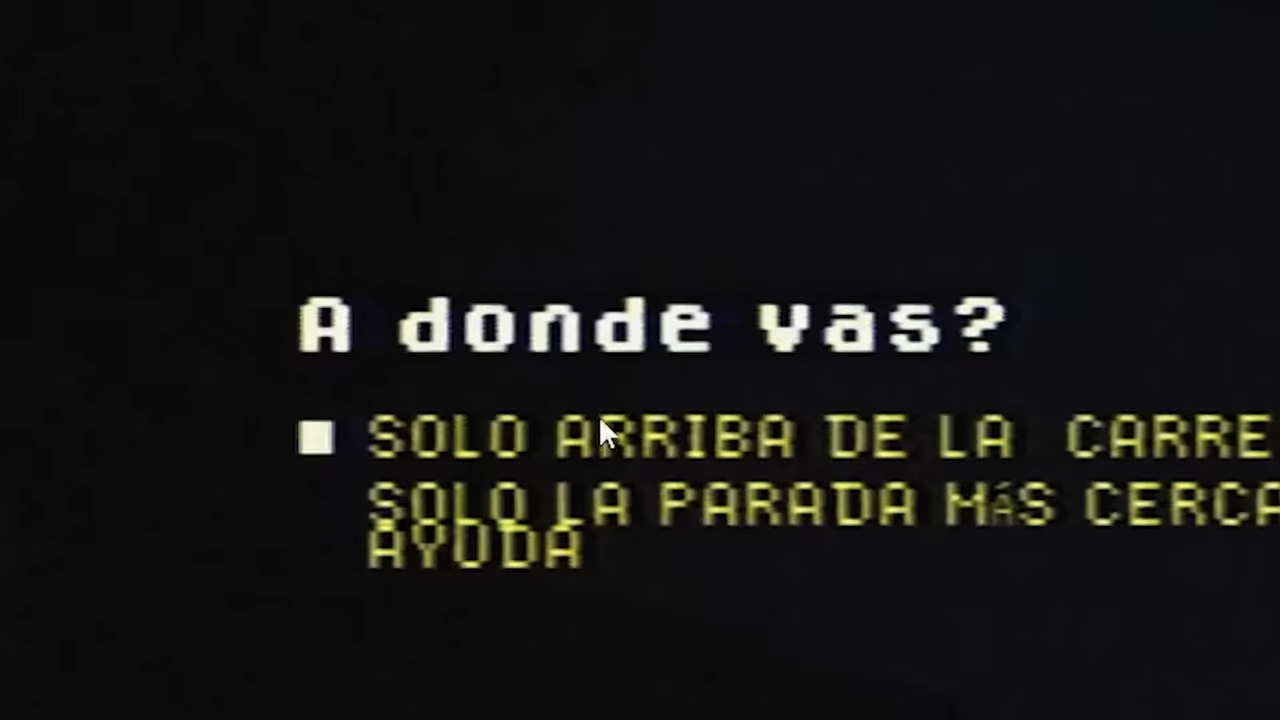 A donde vas?
SOLO ARRIBA DE LA CARRE
SOLO LA PARADA MáS CERCA
AYUDA